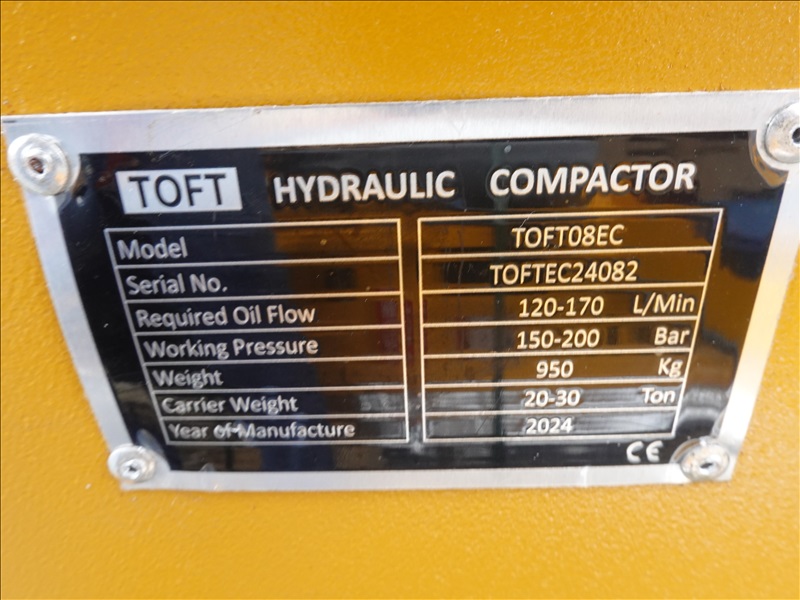 TOFT HYDRAULIC COMPACTOR
Model TOFT08EC
Serial No. TOFTEC24082
Required Oil Flow 120-170 L/Min
Working Pressure 150-200 Bar
Weight 950 Kg
Carrier Weight 20-30 Ton
Year of Manufacture 2024
CE